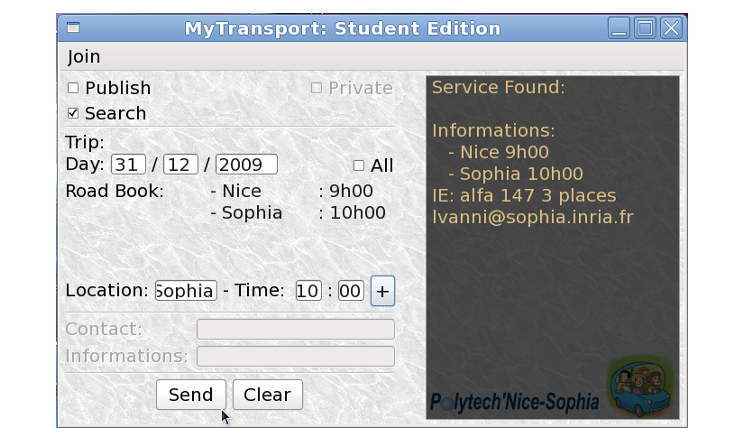 MyTransport: Student Edition
Join
Publish
Private
Search
Trip:
Day: 31 / 12 / 2009
All
Road Book: - Nice : 9h00
- Sophia : 10h00
Location: Sophia - Time: 10 : 00 +
Contact:
Informations:
Send Clear
Service Found:
Informations:
- Nice 9h00
- Sophia 10h00
IE: alfa 147 3 places
lvanni@sophia.inria.fr
Polytech'Nice-Sophia